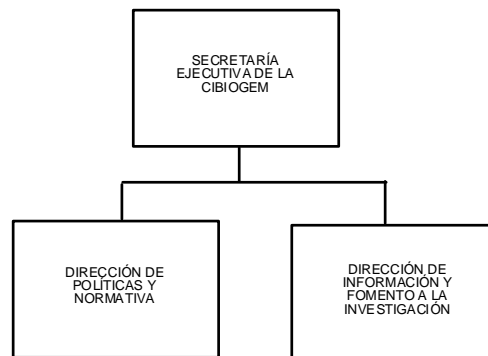 SECRETARÍA
EJECUTIVA DE LA
CIBIOGEM
DIRECCIÓN DE
POLÍTICAS Y
NORMATIVA
DIRECCIÓN DE
INFORMACIÓN Y
FOMENTO A LA
INVESTIGACIÓN